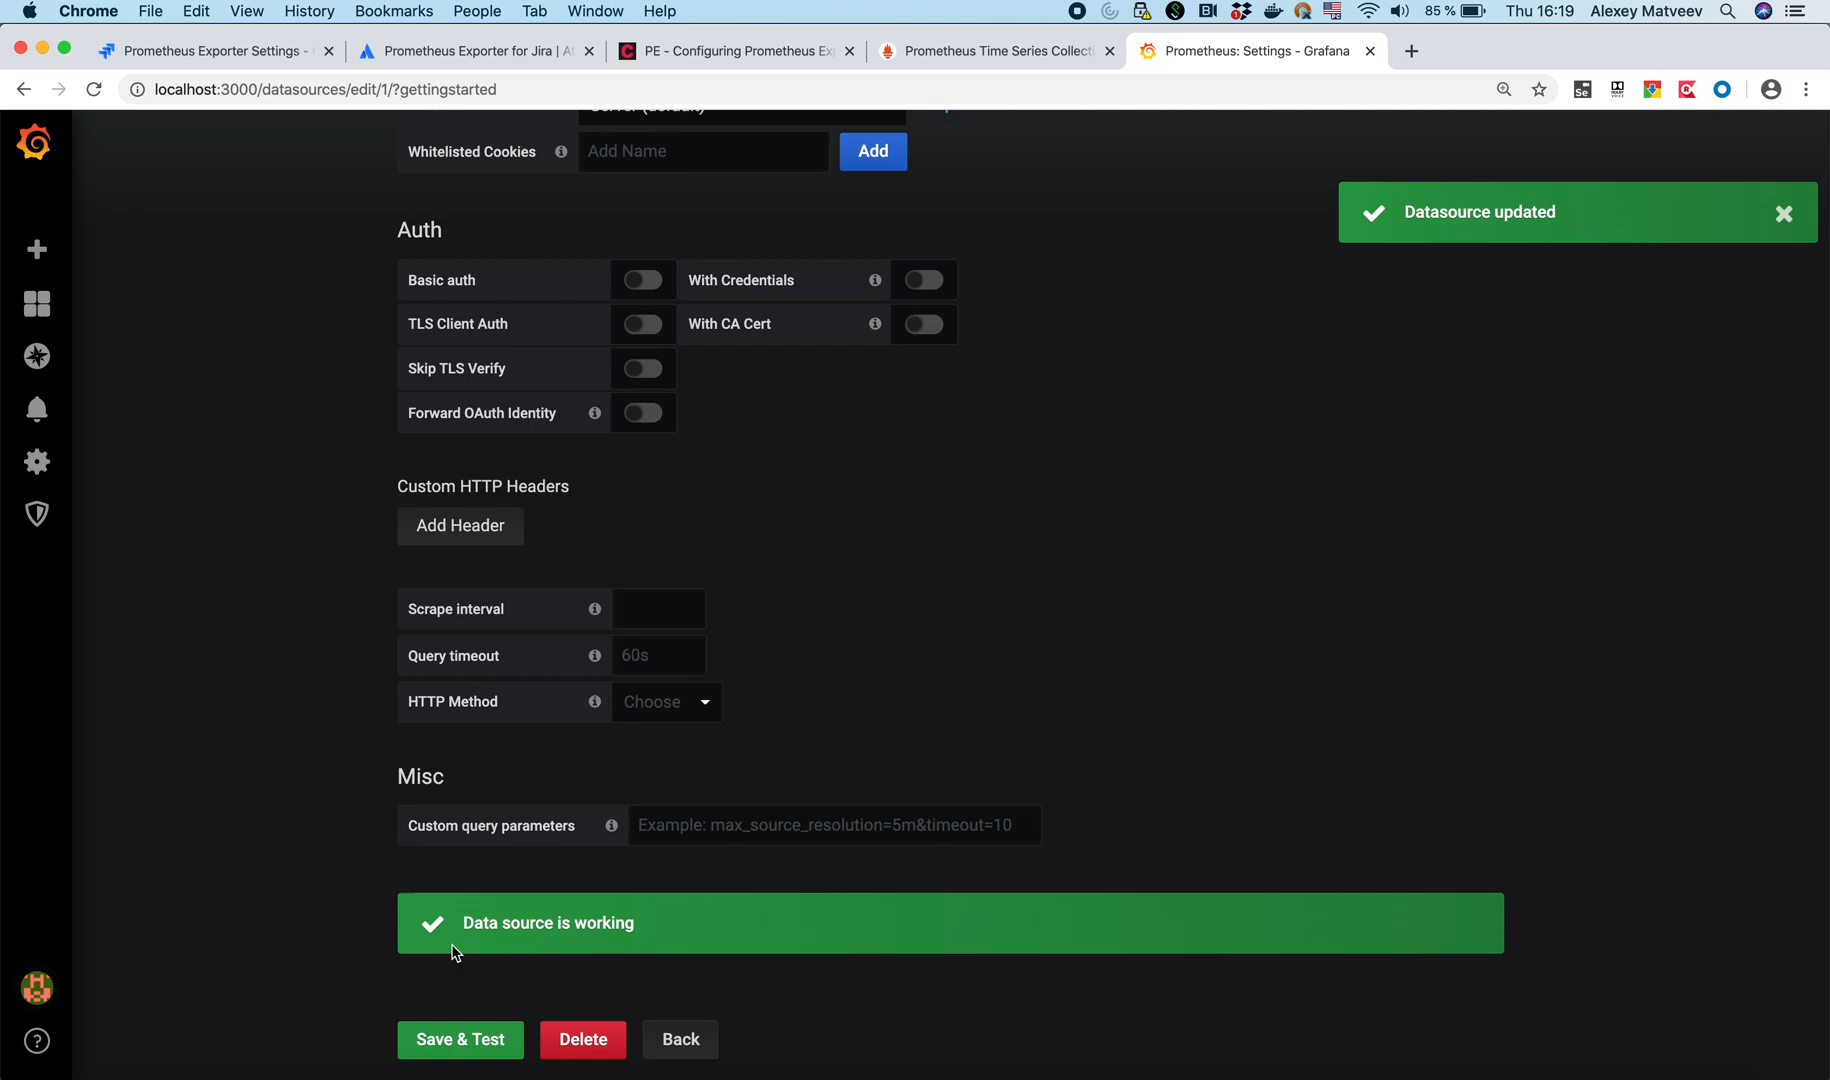 Chrome File Edit View History Bookmarks People Tab Window Help
85 % Thu 16:19 Alexey Matveev
Prometheus Exporter Settings -
Prometheus Exporter for Jira |
PE - Configuring Prometheus
Prometheus Time Series
Prometheus: Settings - Grafana
localhost:3000/datasources/edit/1/?gettingstarted
Whitelisted Cookies Add Name Add
Datasource updated
Auth
Basic auth With Credentials
TLS Client Auth With CA Cert
Skip TLS Verify
Forward OAuth Identity
Custom HTTP Headers
Add Header
Scrape interval
Query timeout 60s
HTTP Method Choose
Misc
Custom query parameters Example: max_source_resolution=5m&timeout=10
Data source is working
Save & Test Delete Back